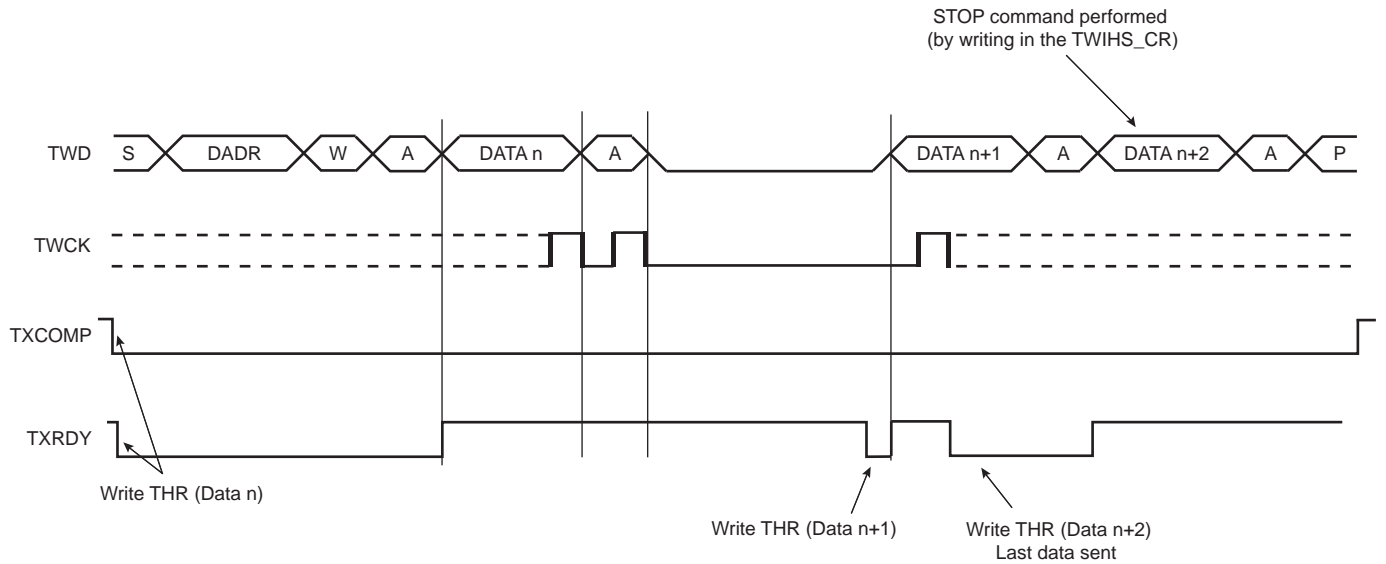 STOP command performed
(by writing in the TWIHS_CR)
TWD S DADR W A DATA n A DATA n+1 A DATA n+2 A P
TWCK
TXCOMP
TXRDY
Write THR (Data n)
Write THR (Data n+1)
Write THR (Data n+2)
Last data sent